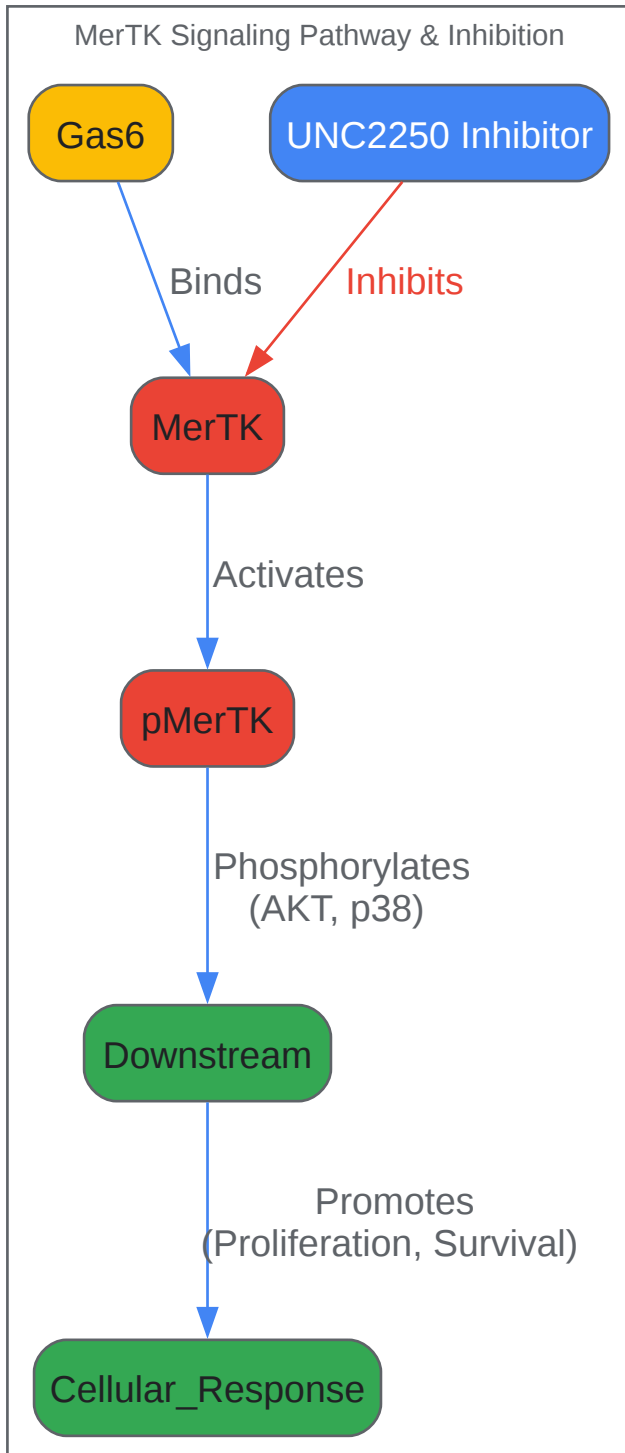 MerTK Signaling Pathway & Inhibition
Gas6
UNC2250 Inhibitor
Binds
Inhibits
MerTK
Activates
pMerTK
Phosphorylates
(AKT, p38)
Downstream
Promotes
(Proliferation, Survival)
Cellular_Response